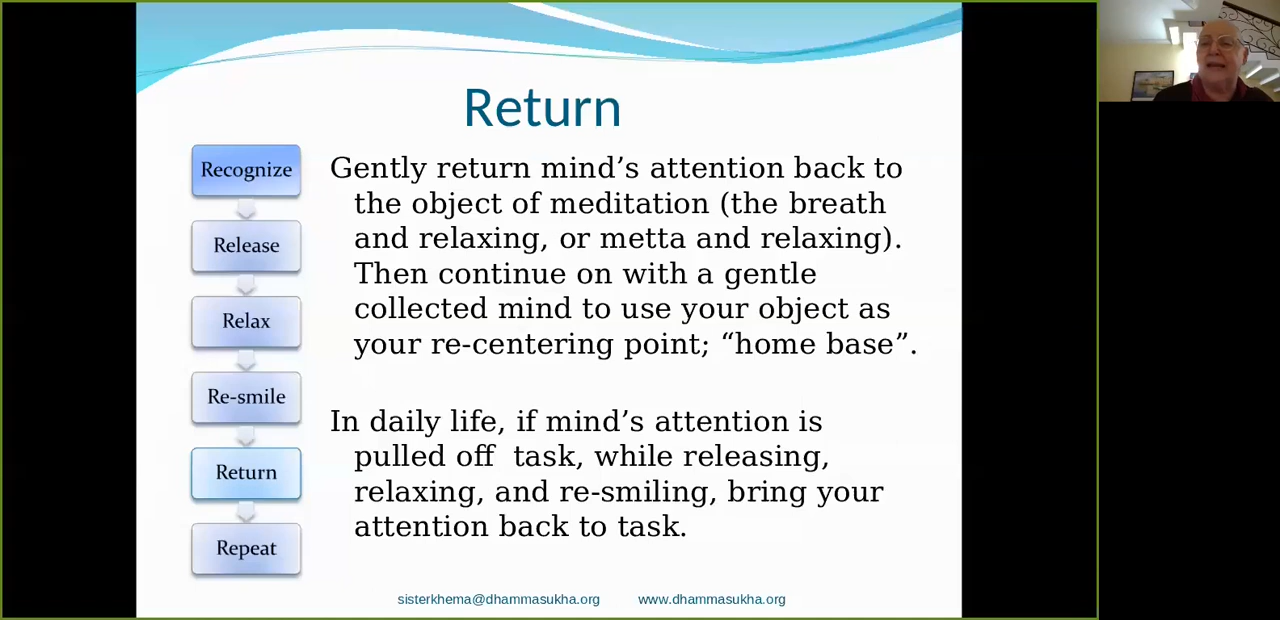 Return
Recognize
Release
Relax
Re-smile
Return
Repeat
Gently return mind’s attention back to
the object of meditation (the breath
and relaxing, or metta and relaxing).
Then continue on with a gentle
collected mind to use your object as
your re-centering point; “home base”.
In daily life, if mind’s attention is
pulled off  task, while releasing,
relaxing, and re-smiling, bring your
attention back to task.
sisterkhema@dhammasukha.org www.dhammasukha.org